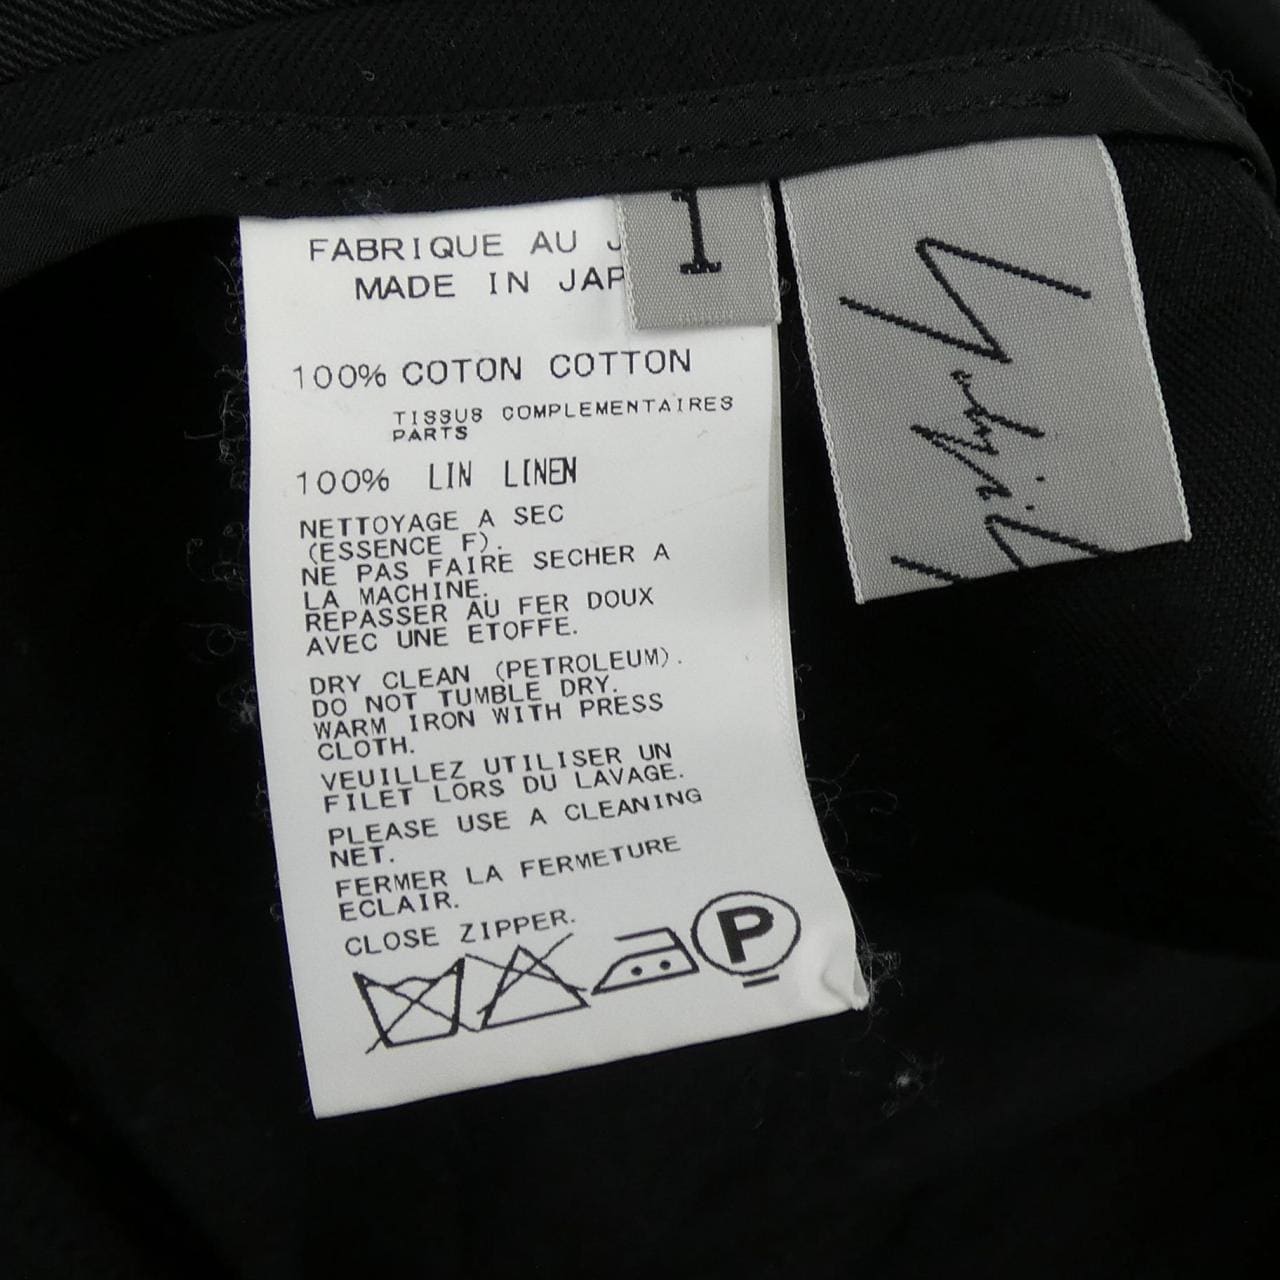 FABRIQUE AU J
MADE IN JAP
1
100% COTON COTTON
TISSUS COMPLEMENTAIRES
PARTS
100% LIN LINEN
NETTOYAGE A SEC
(ESSENCE F).
NE PAS FAIRE SECHER A
LA MACHINE.
REPASSER AU FER DOUX
AVEC UNE ETOFFE.
DRY CLEAN (PETROLEUM).
DO NOT TUMBLE DRY.
WARM IRON WITH PRESS
CLOTH.
VEUILLEZ UTILISER UN
FILET LORS DU LAVAGE.
PLEASE USE A CLEANING
NET.
FERMER LA FERMETURE
ECLAIR.
CLOSE ZIPPER.
P